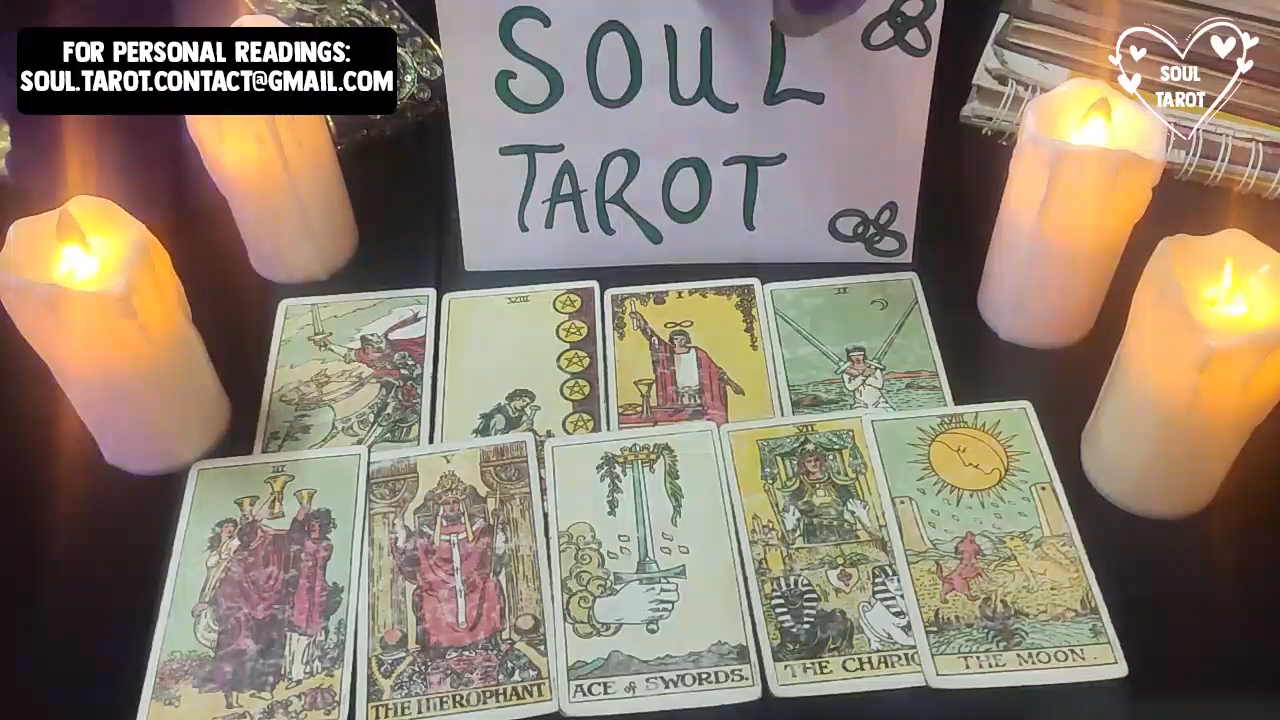 FOR PERSONAL READINGS:
SOUL.TAROT.CONTACT@GMAIL.COM
SOUL
TAROT
SOUL
TAROT
VIII
I
II
III
V
THE HIEROPHANT
ACE of SWORDS.
VII
THE CHARIO
XVIII
THE MOON.